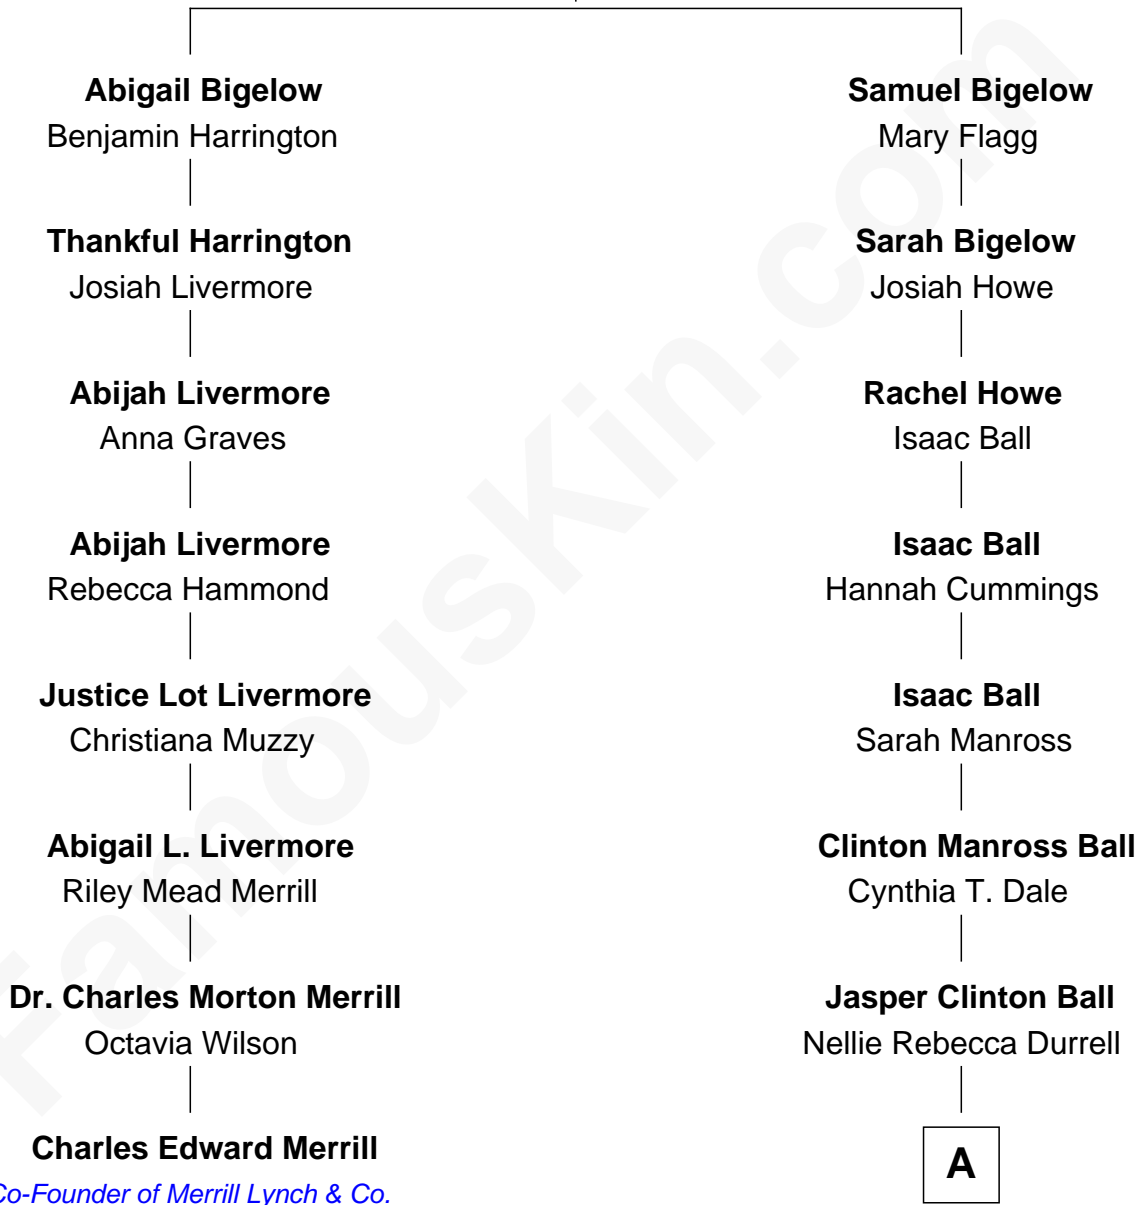 Abigail Bigelow
Benjamin Harrington
Samuel Bigelow
Mary Flagg
Thankful Harrington
Josiah Livermore
Sarah Bigelow
Josiah Howe
Abijah Livermore
Anna Graves
Rachel Howe
Isaac Ball
Abijah Livermore
Rebecca Hammond
Isaac Ball
Hannah Cummings
Justice Lot Livermore
Christiana Muzzy
Isaac Ball
Sarah Manross
Abigail L. Livermore
Riley Mead Merrill
Clinton Manross Ball
Cynthia T. Dale
Dr. Charles Morton Merrill
Octavia Wilson
Jasper Clinton Ball
Nellie Rebecca Durrell
Charles Edward Merrill
Co-Founder of Merrill Lynch & Co.
A
FamousKin.com